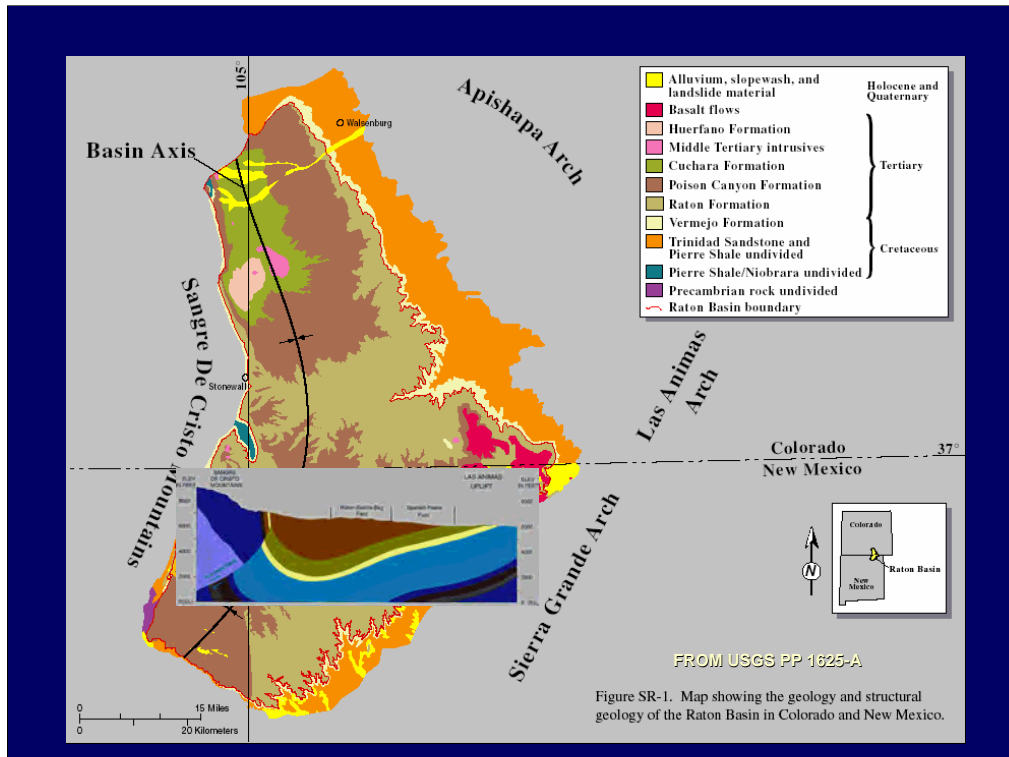 105°
Walsenburg
Apishapa Arch
Basin Axis
Sangre De Cristo Mountains
Stonewall
Las Animas
Arch
Colorado
37°
New Mexico
Sierra Grande Arch
Alluvium, slopewash, and
landslide material
Holocene and
Quaternary
Basalt flows
Huerfano Formation
Middle Tertiary intrusives
Cuchara Formation
Tertiary
Poison Canyon Formation
Raton Formation
Vermejo Formation
Trinidad Sandstone and
Pierre Shale undivided
Cretaceous
Pierre Shale/Niobrara undivided
Precambrian rock undivided
Raton Basin boundary
SANGRE
DE CRISTO
MOUNTAINS
LAS ANIMAS
UPLIFT
Colorado
New
Mexico
Raton Basin
N
FROM USGS PP 1625-A
Figure SR-1. Map showing the geology and structural
geology of the Raton Basin in Colorado and New Mexico.
0 15 Miles
0 20 Kilometers